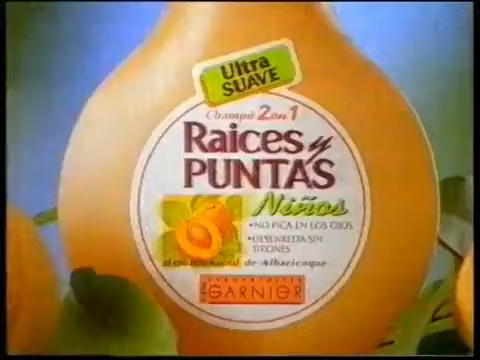 Ultra
SUAVE
Champú 2 en 1
Raices y
PUNTAS
Niños
•NO PICA EN LOS OJOS
•DESENREDA SIN
TIRONES
de Albaricoque
LABORATOIRES
GARNIER